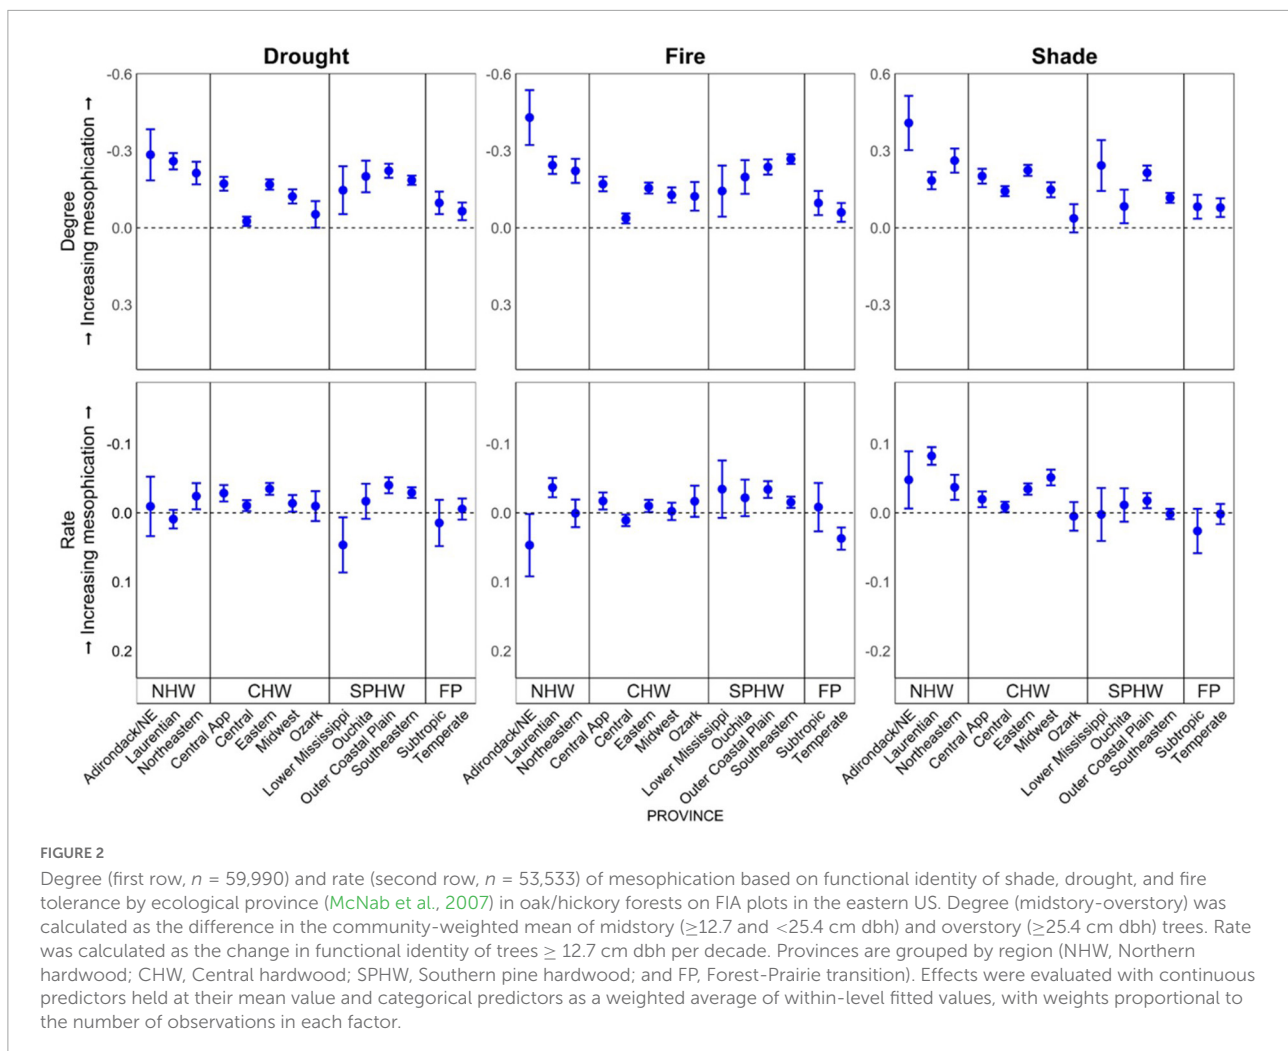 Drought
Fire
Shade
Degree
→ Increasing mesophication →
-0.6
-0.3
0.0
0.3
-0.6
-0.3
0.0
0.3
0.6
0.3
0.0
-0.3
Rate
→ Increasing mesophication →
-0.1
0.0
0.1
0.2
-0.1
0.0
0.1
0.2
0.1
0.0
-0.1
-0.2
NHW CHW SPHW FP
NHW CHW SPHW FP
NHW CHW SPHW FP
Adirondack/NE
Laurentian
Northeastern
Central App
Central
Eastern
Midwest
Ozark
Lower Mississippi
Ouchita
Outer Coastal Plain
Southeastern
Subtropic
Temperate
Adirondack/NE
Laurentian
Northeastern
Central App
Central
Eastern
Midwest
Ozark
Lower Mississippi
Ouchita
Outer Coastal Plain
Southeastern
Subtropic
Temperate
Adirondack/NE
Laurentian
Northeastern
Central App
Central
Eastern
Midwest
Ozark
Lower Mississippi
Ouchita
Outer Coastal Plain
Southeastern
Subtropic
Temperate
PROVINCE
FIGURE 2
Degree (first row, n = 59,990) and rate (second row, n = 53,533) of mesophication based on functional identity of shade, drought, and fire
tolerance by ecological province (McNab et al., 2007) in oak/hickory forests on FIA plots in the eastern US. Degree (midstory-overstory) was
calculated as the difference in the community-weighted mean of midstory (≥12.7 and <25.4 cm dbh) and overstory (≥25.4 cm dbh) trees. Rate
was calculated as the change in functional identity of trees ≥ 12.7 cm dbh per decade. Provinces are grouped by region (NHW, Northern
hardwood; CHW, Central hardwood; SPHW, Southern pine hardwood; and FP, Forest-Prairie transition). Effects were evaluated with continuous
predictors held at their mean value and categorical predictors as a weighted average of within-level fitted values, with weights proportional to
the number of observations in each factor.